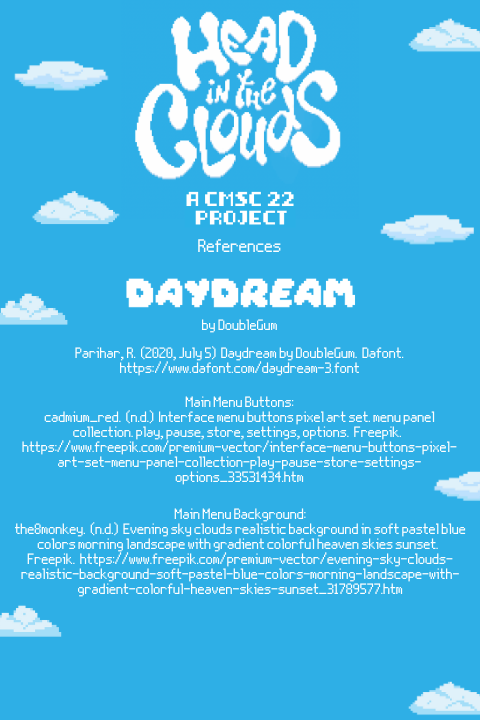 HEAD
IN THE
CLOUDS
A CMSC 22
PROJECT
References
DAYDREAM
by DoubleGum
Parihar, R. (2020, July 5) Daydream by DoubleGum. Dafont.
https://www.dafont.com/daydream-3.font
Main Menu Buttons:
cadmium_red. (n.d.) Interface menu buttons pixel art set. menu panel
collection. play, pause, store, settings, options. Freepik.
https://www.freepik.com/premium-vector/interface-menu-buttons-pixel-
art-set-menu-panel-collection-play-pause-store-settings-
options_33531434.htm
Main Menu Background:
the8monkey. (n.d.) Evening sky clouds realistic background in soft pastel blue
colors morning landscape with gradient colorful heaven skies sunset.
Freepik. https://www.freepik.com/premium-vector/evening-sky-clouds-
realistic-background-soft-pastel-blue-colors-morning-landscape-with-
gradient-colorful-heaven-skies-sunset_31789577.htm